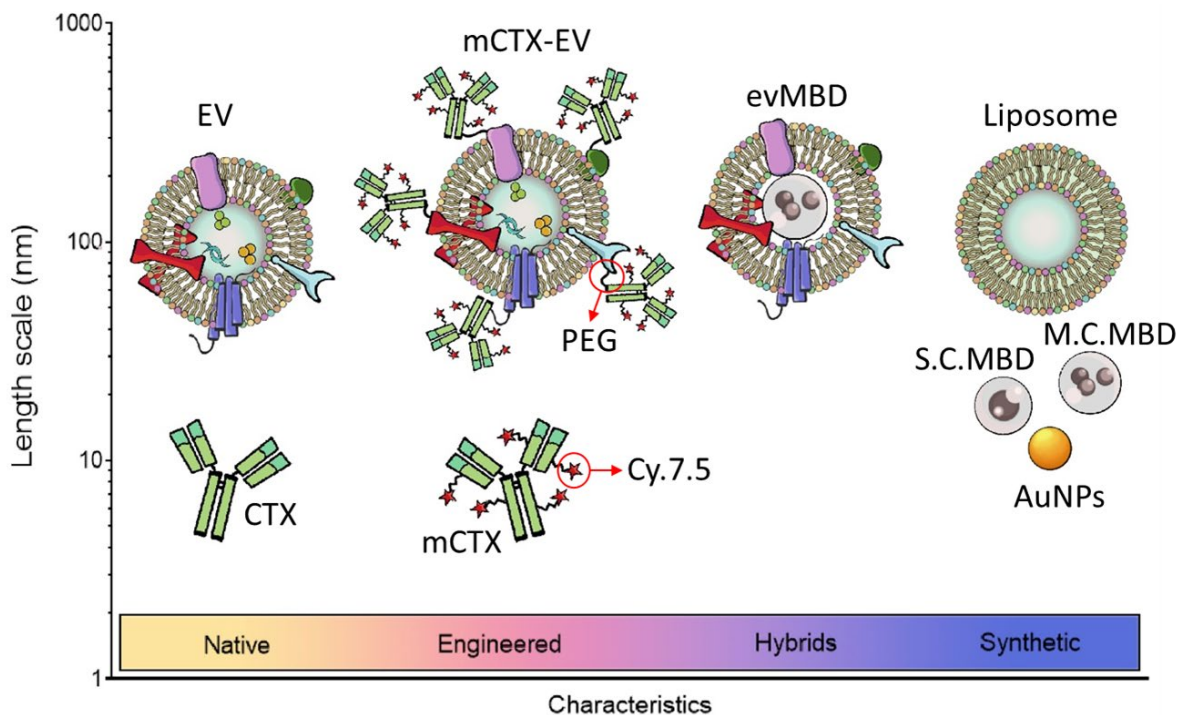 1000
mCTX-EV
EV
evMBD
Liposome
100
PEG
M.C.MBD
S.C.MBD
10
Cy.7.5
CTX
AuNPs
mCTX
Native
Engineered
Hybrids
Synthetic
1
Characteristics
Length scale (nm)